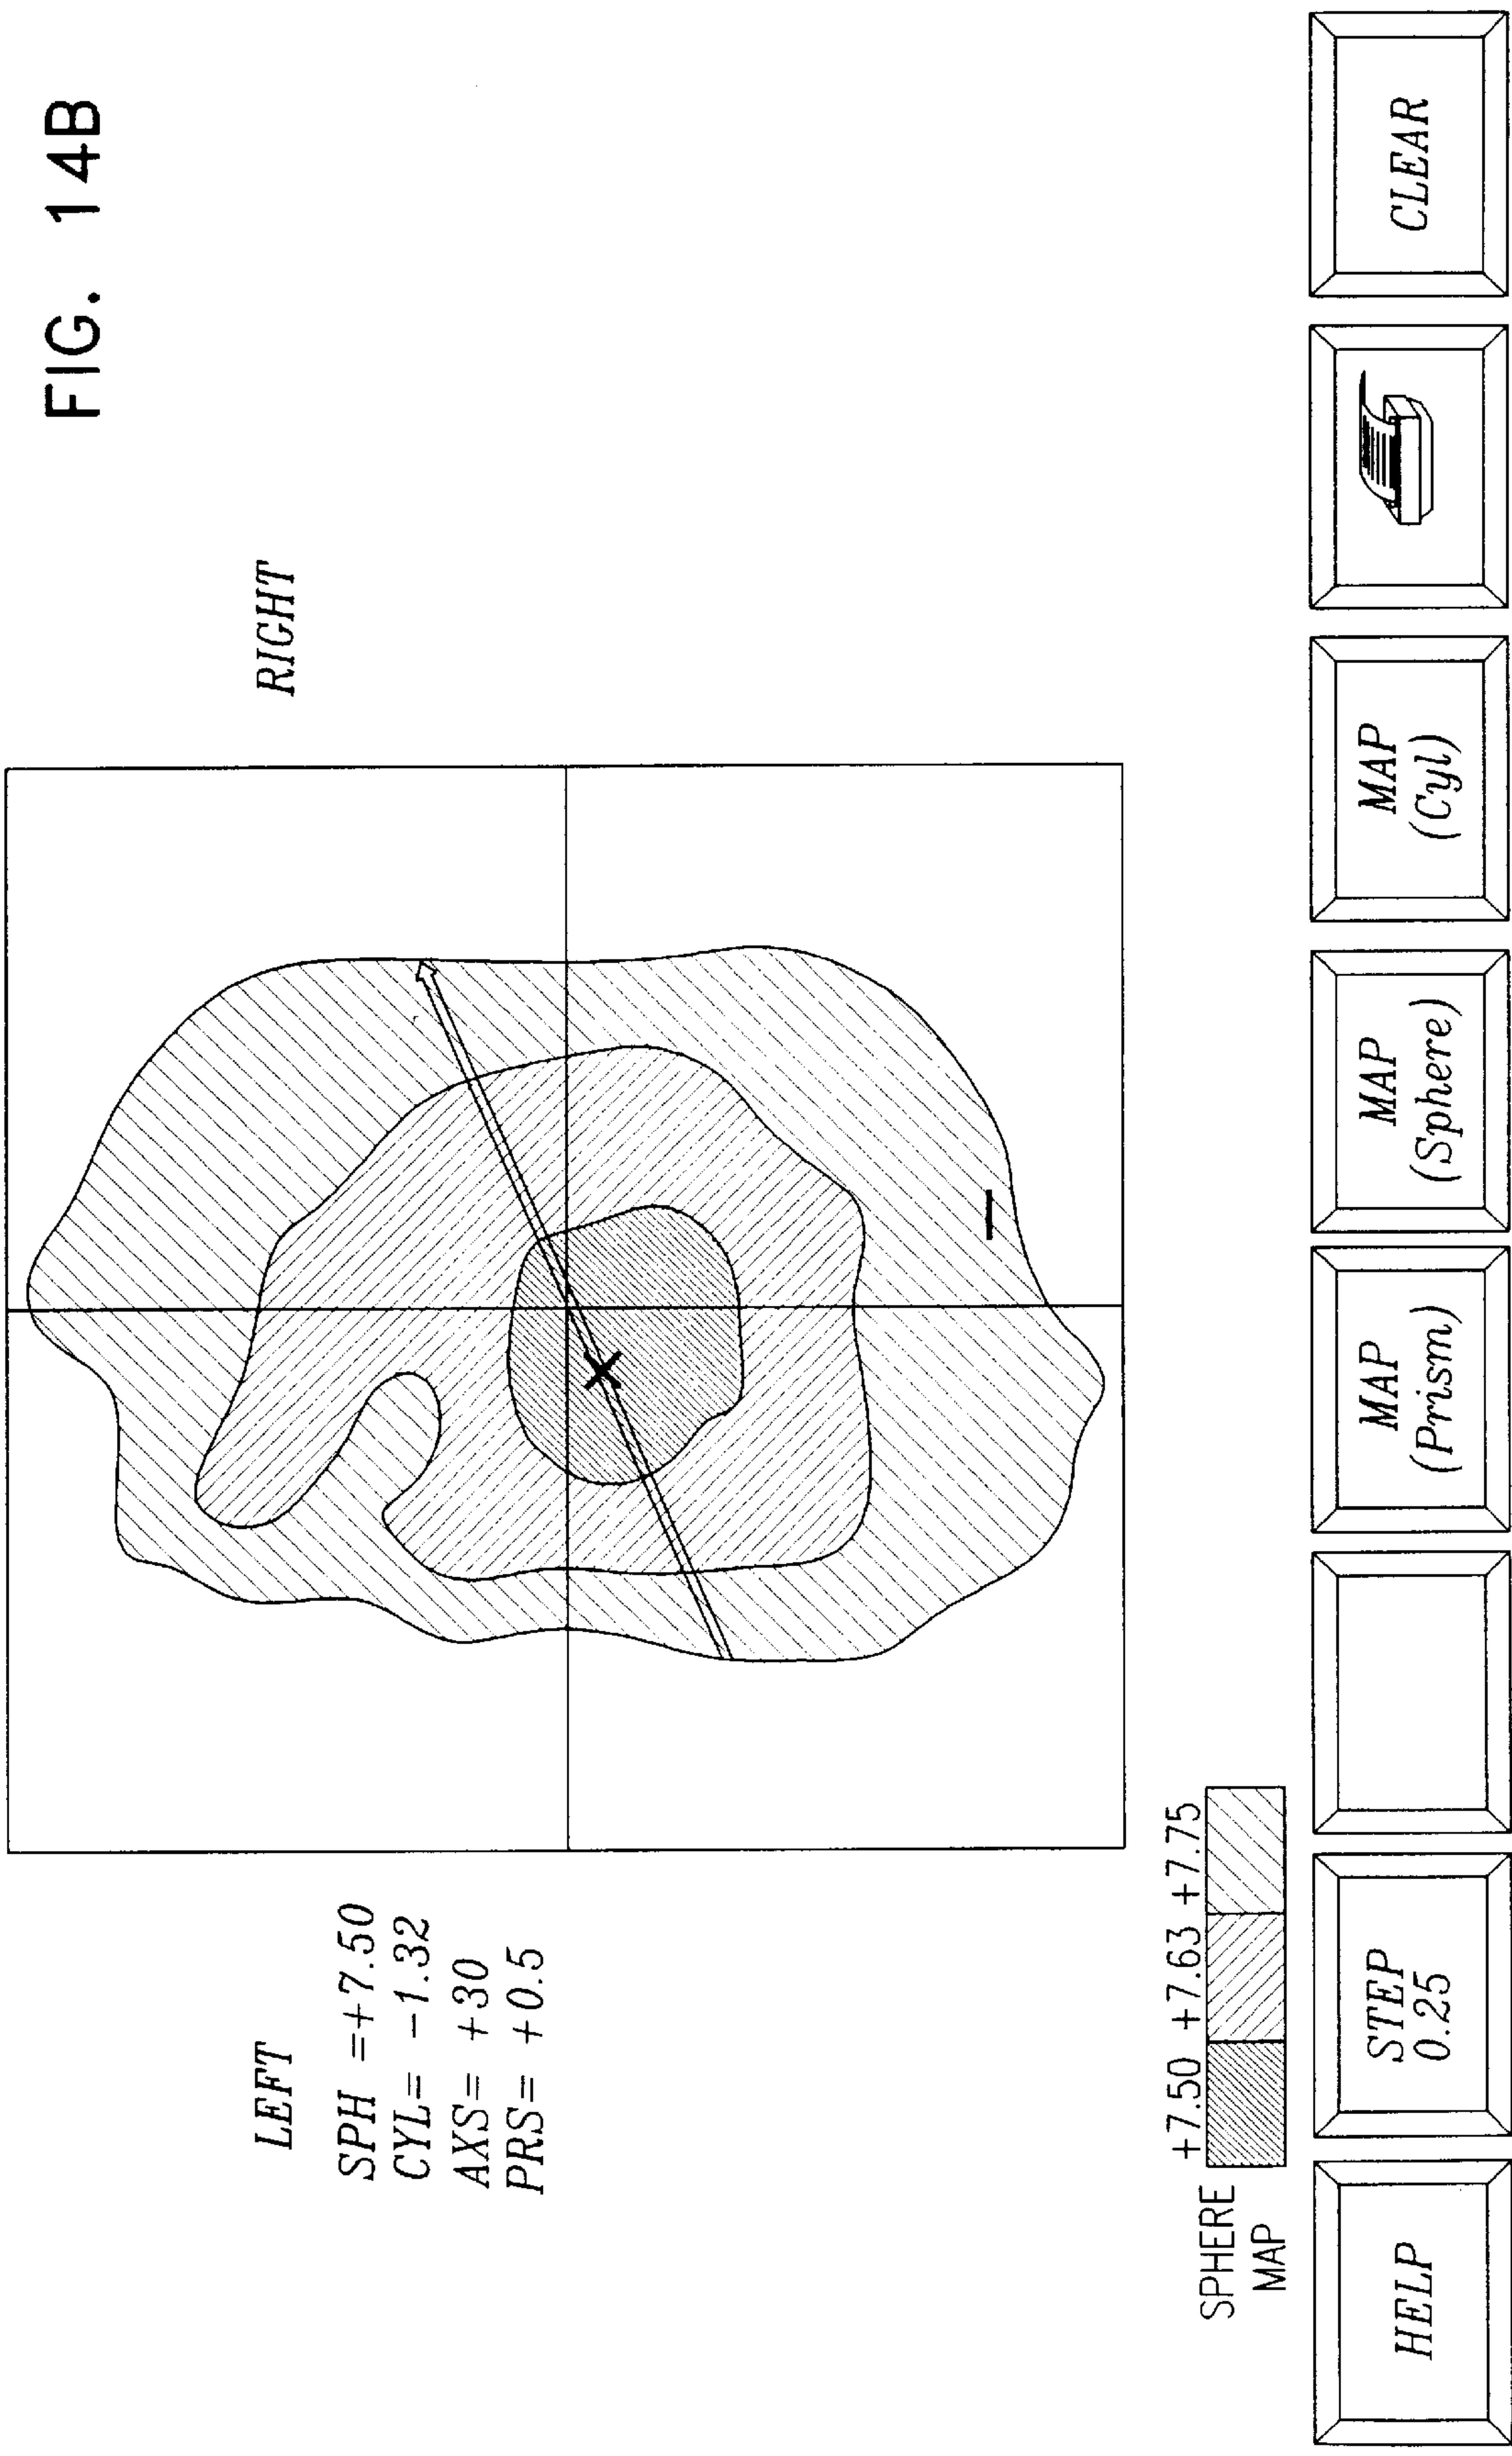 FIG. 14B
LEFT
RIGHT
SPH =+7.50
CYL= -1.32
AXS= +30
PRS= +0.5
+7.50 +7.63 +7.75
SPHERE
MAP
HELP
STEP
0.25
MAP
(Prism)
MAP
(Sphere)
MAP
(Cyl)
CLEAR